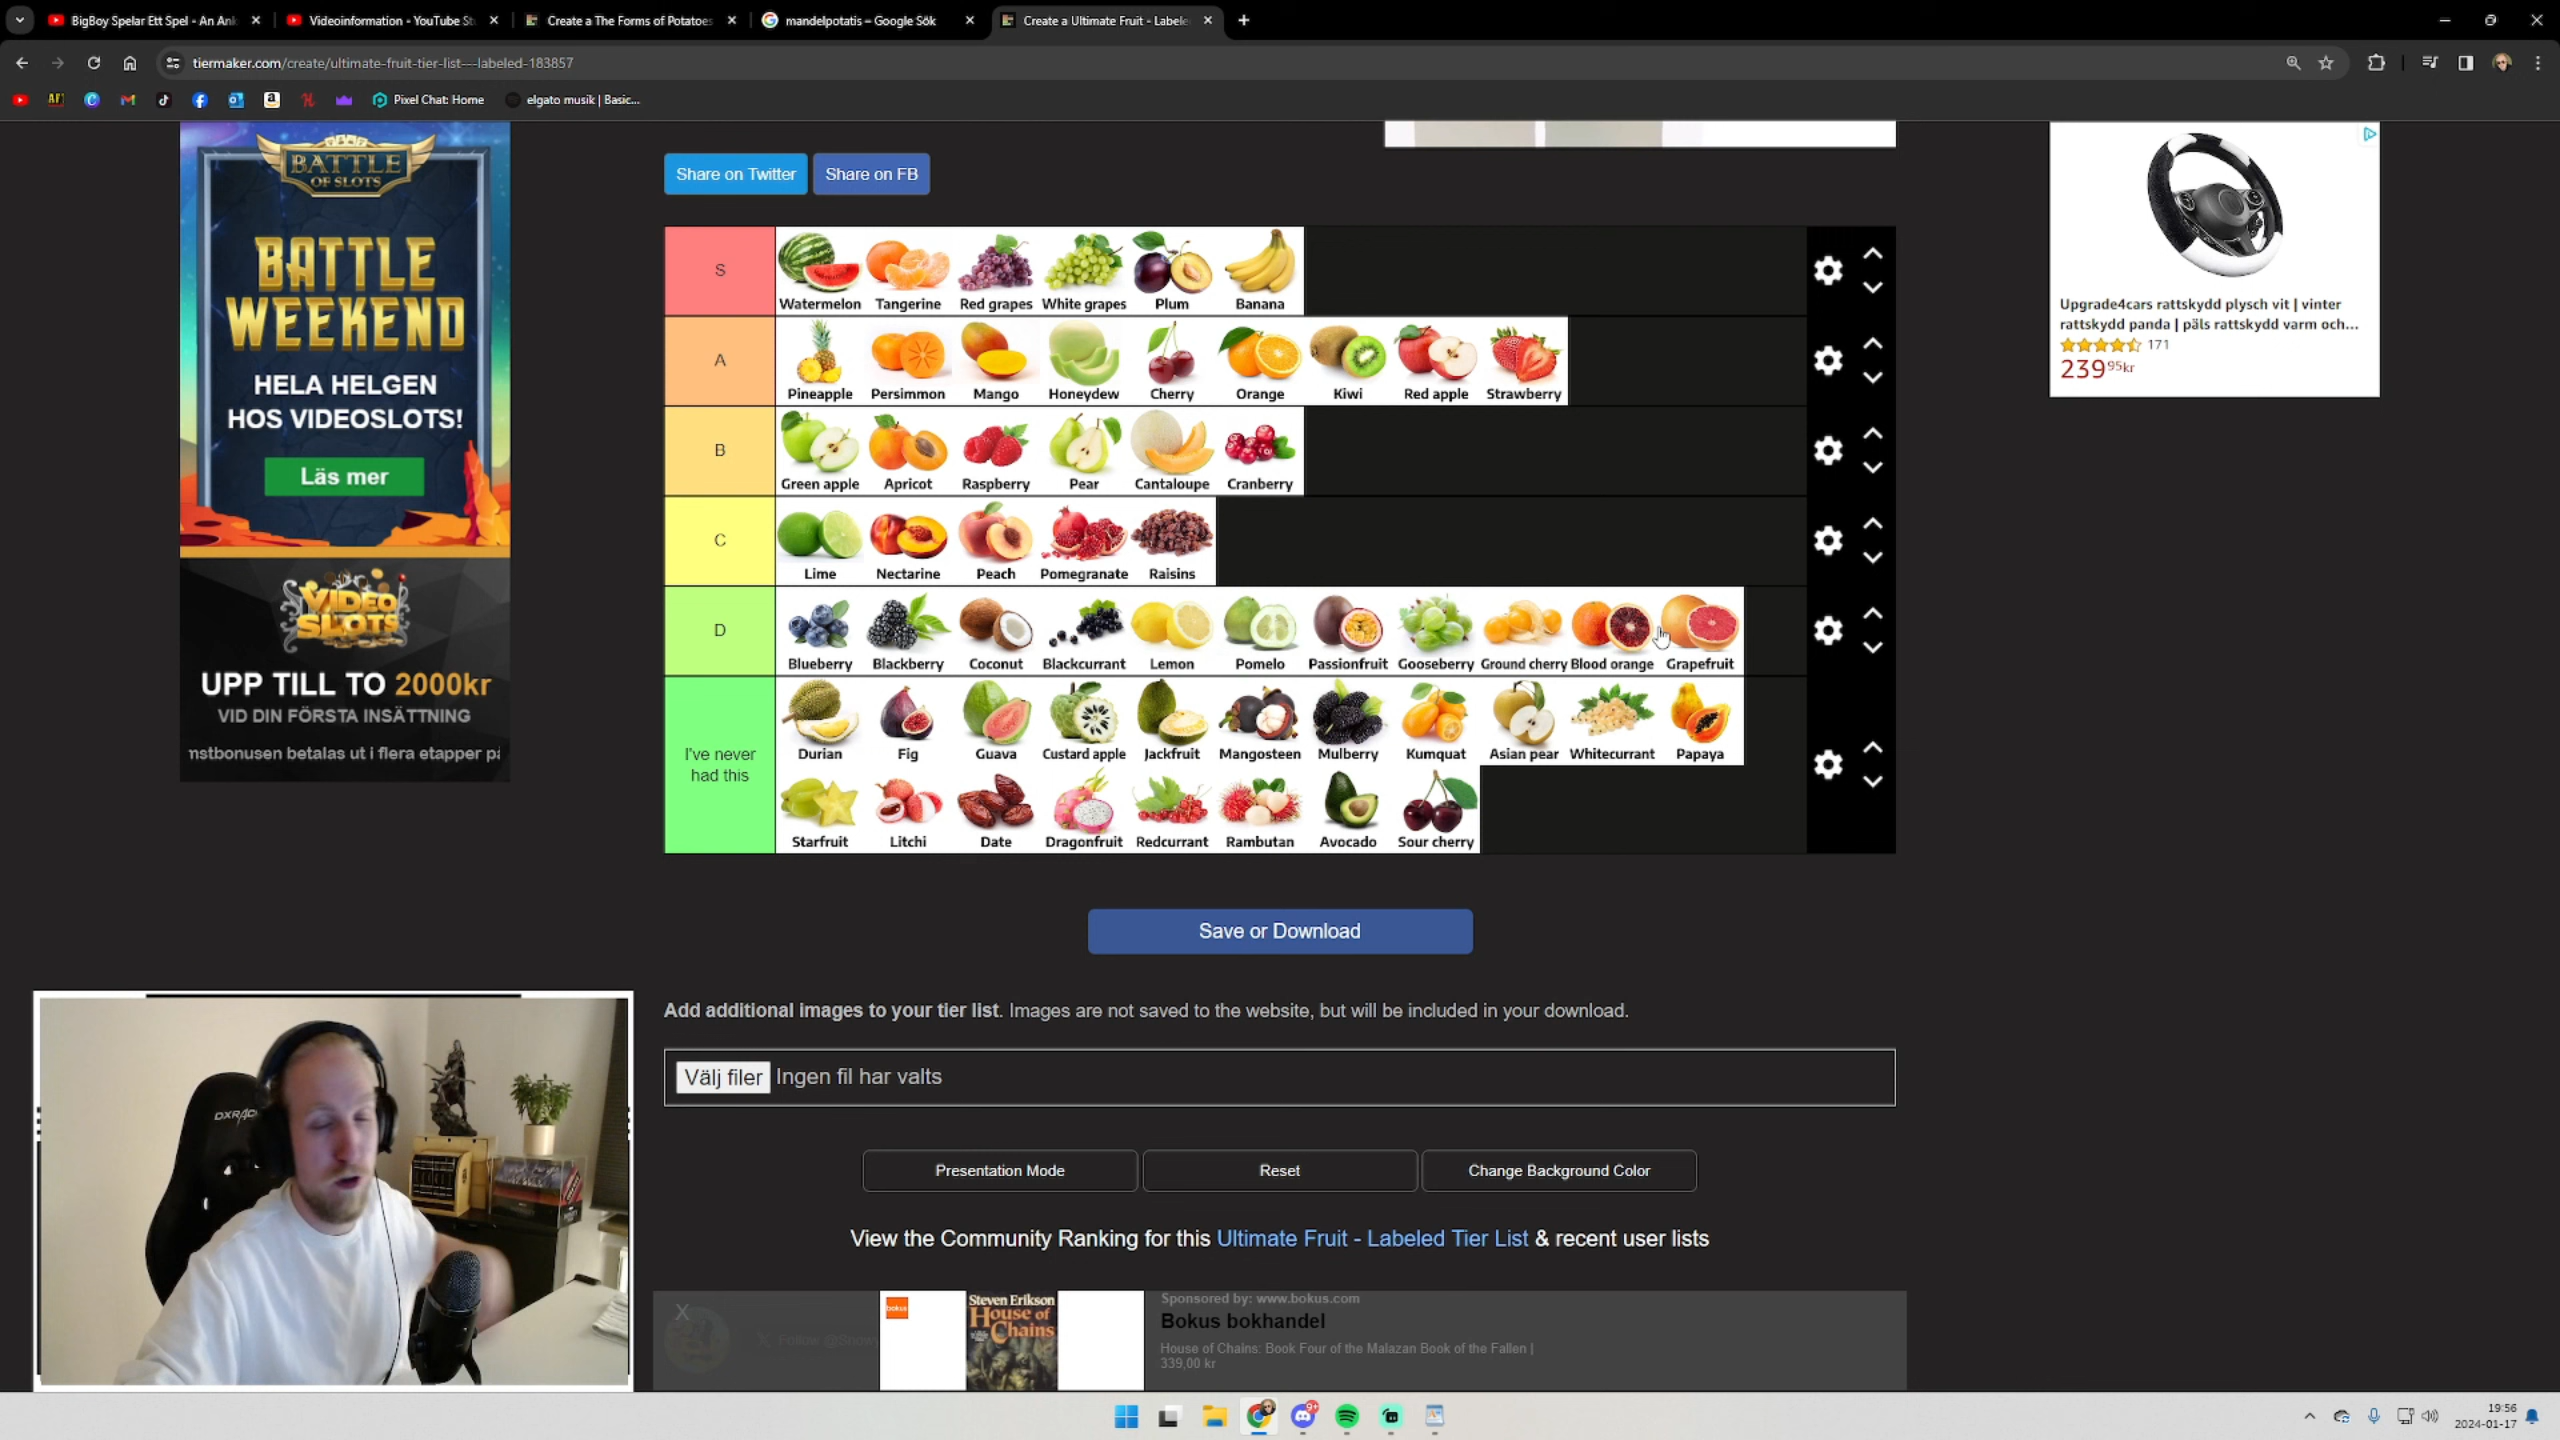 BigBoy Spelar Ett Spel - An Ank
Videoinformation - YouTube St
Create a The Forms of Potatoes
mandelpotatis – Google Sök
Create a Ultimate Fruit - Labele
tiermaker.com/create/ultimate-fruit-tier-list---labeled-183857
Pixel Chat: Home
elgato musik | Basic...
BATTLE
OF SLOTS
BATTLE
WEEKEND
HELA HELGEN
HOS VIDEOSLOTS!
Läs mer
VIDEO
SLOTS
UPP TILL TO 2000kr
VID DIN FÖRSTA INSÄTTNING
nstbonusen betalas ut i flera etapper på
Share on Twitter
Share on FB
S
Watermelon Tangerine Red grapes White grapes Plum Banana
A
Pineapple Persimmon Mango Honeydew Cherry Orange Kiwi Red apple Strawberry
B
Green apple Apricot Raspberry Pear Cantaloupe Cranberry
C
Lime Nectarine Peach Pomegranate Raisins
D
Blueberry Blackberry Coconut Blackcurrant Lemon Pomelo Passionfruit Gooseberry Ground cherry Blood orange Grapefruit
I've never
had this
Durian Fig Guava Custard apple Jackfruit Mangosteen Mulberry Kumquat Asian pear Whitecurrant Papaya
Starfruit Litchi Date Dragonfruit Redcurrant Rambutan Avocado Sour cherry
Upgrade4cars rattskydd plysch vit | vinter
rattskydd panda | päls rattskydd varm och...
171
239 95kr
Save or Download
Add additional images to your tier list. Images are not saved to the website, but will be included in your download.
Välj filer Ingen fil har valts
Presentation Mode
Reset
Change Background Color
View the Community Ranking for this Ultimate Fruit - Labeled Tier List & recent user lists
X
Follow @Snow
bokus
Steven Erikson
House of
Chains
Sponsored by: www.bokus.com
Bokus bokhandel
House of Chains: Book Four of the Malazan Book of the Fallen |
339,00 kr
DXRAC
9+
19:56
2024-01-17